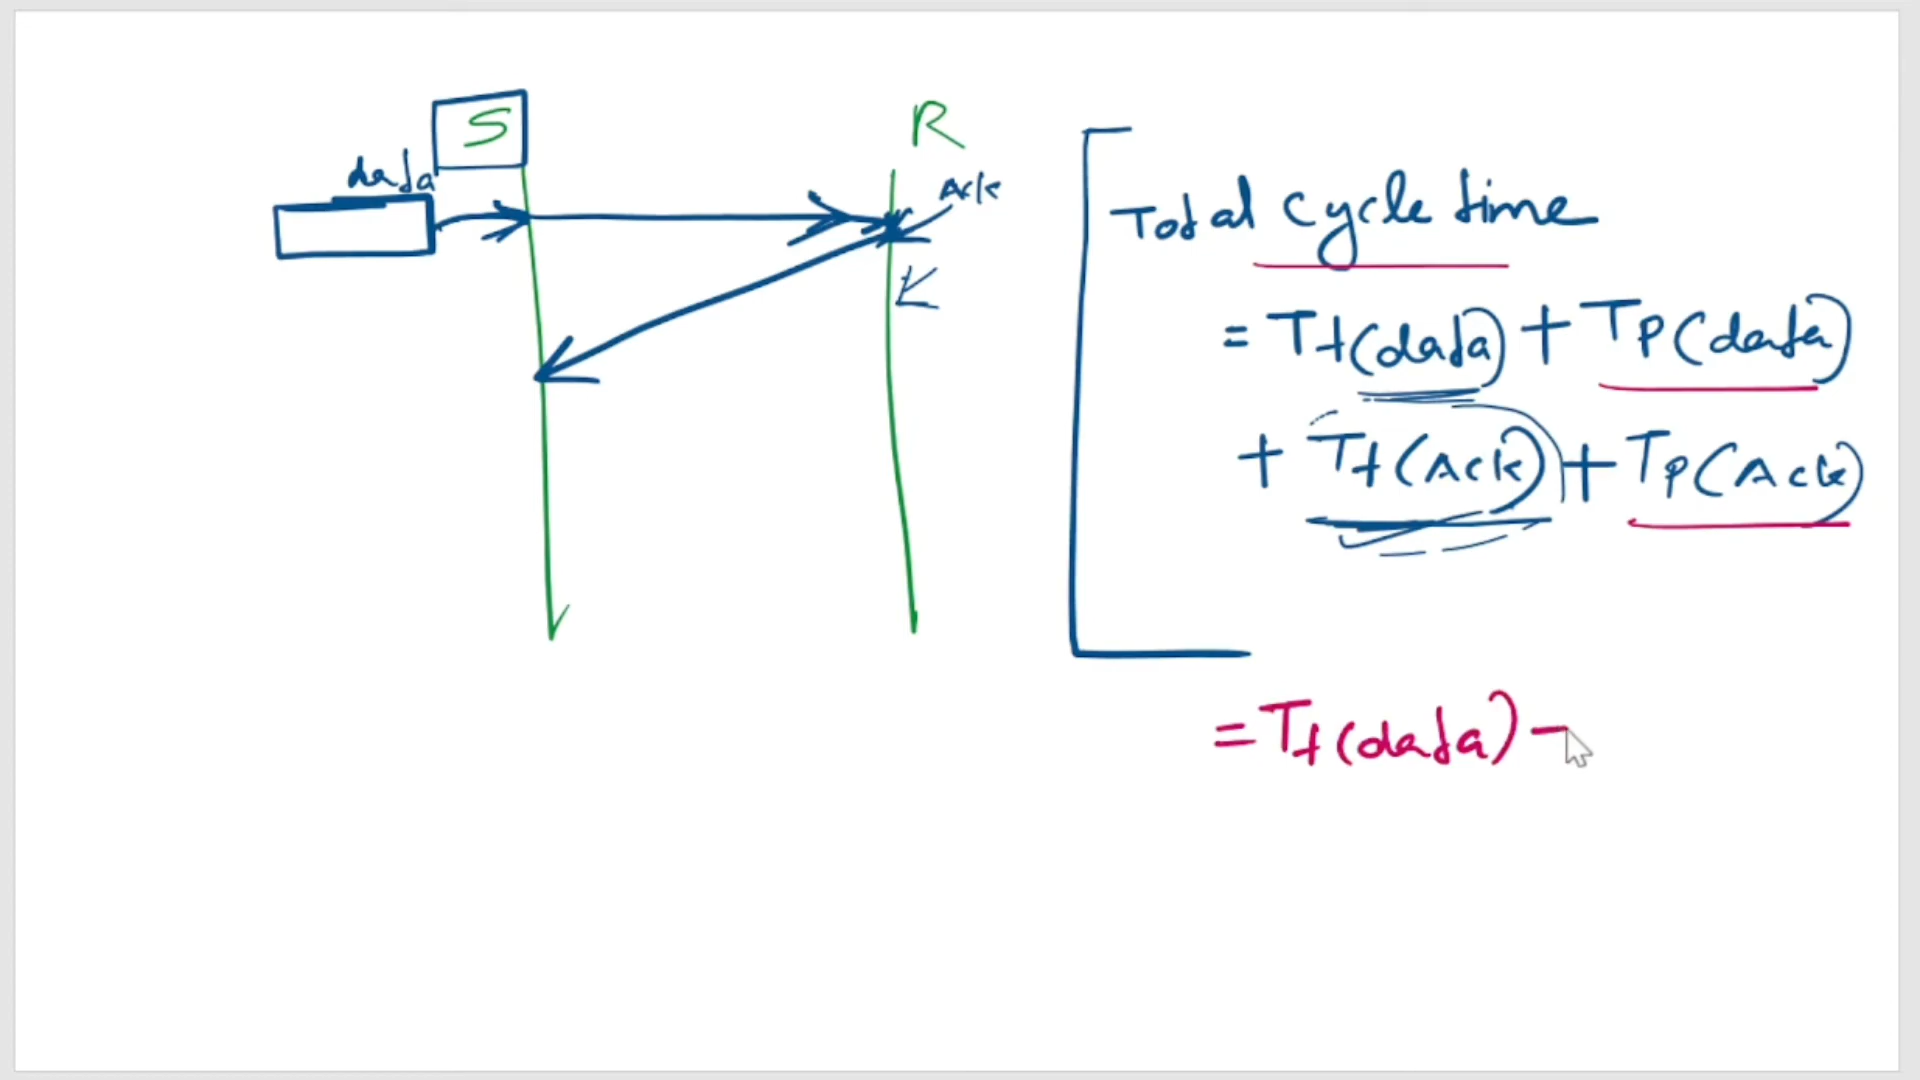 S
R
data
Ack
Total cycle time
= Tt(data) + Tp(data)
+ Tt(Ack) + Tp(Ack)
= Tt(data) -